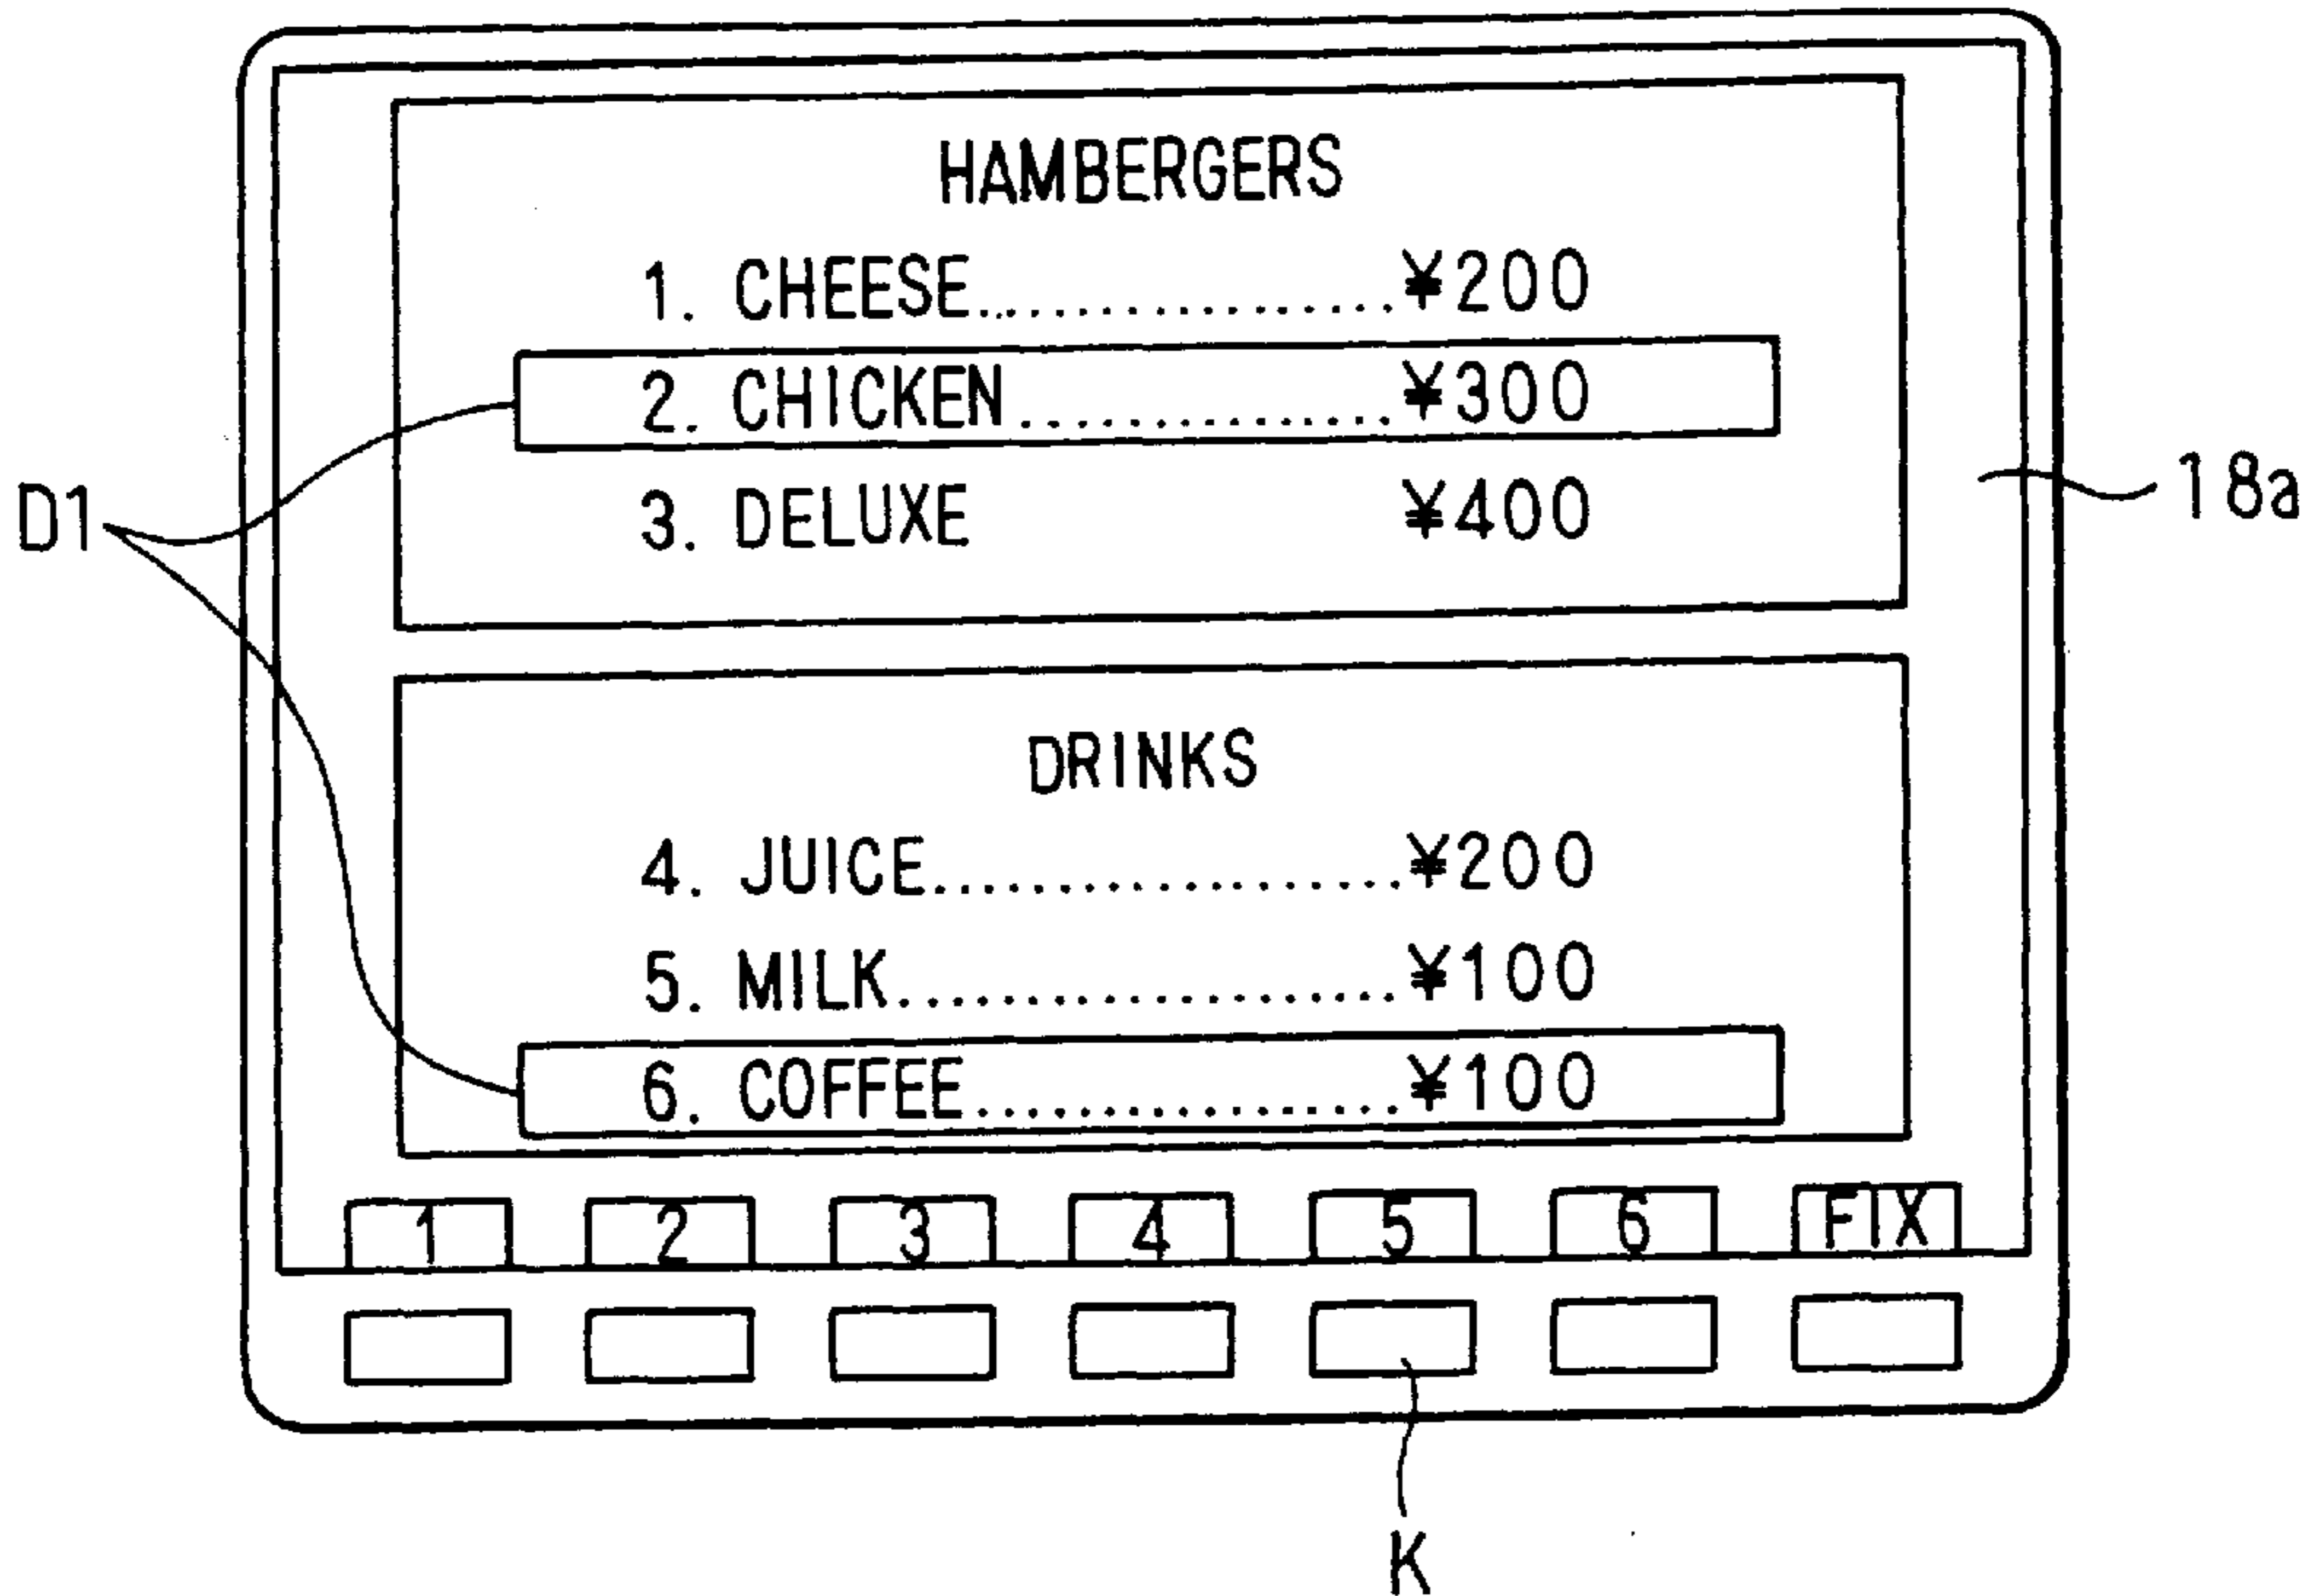 HAMBERGERS
1. CHEESE.................¥200
2. CHICKEN...............¥300
D1
3. DELUXE ¥400
18a
DRINKS
4. JUICE...................¥200
5. MILK....................¥100
6. COFFEE.................¥100
1 2 3 4 5 6 FIX
K